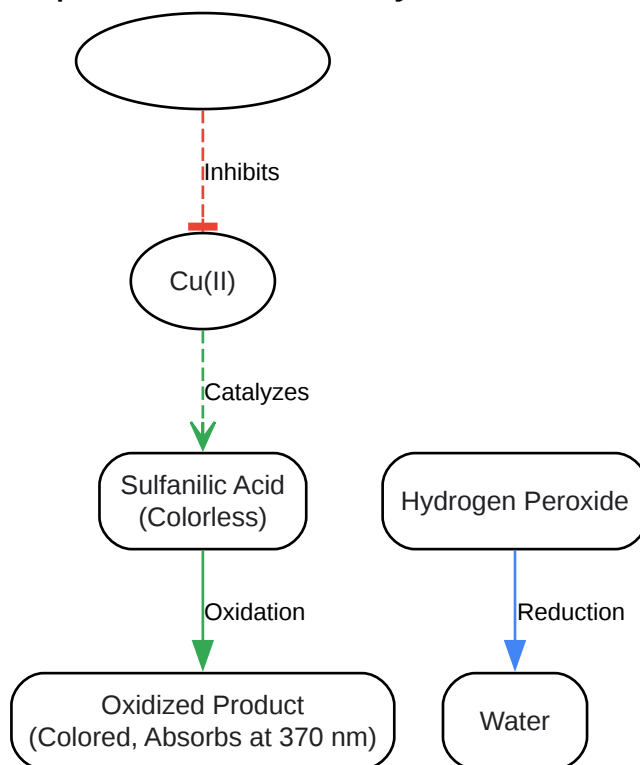 Inhibits
Cu(II)
Catalyzes
Sulfanilic Acid
(Colorless)
Hydrogen Peroxide
Oxidation
Reduction
Oxidized Product
(Colored, Absorbs at 370 nm)
Water